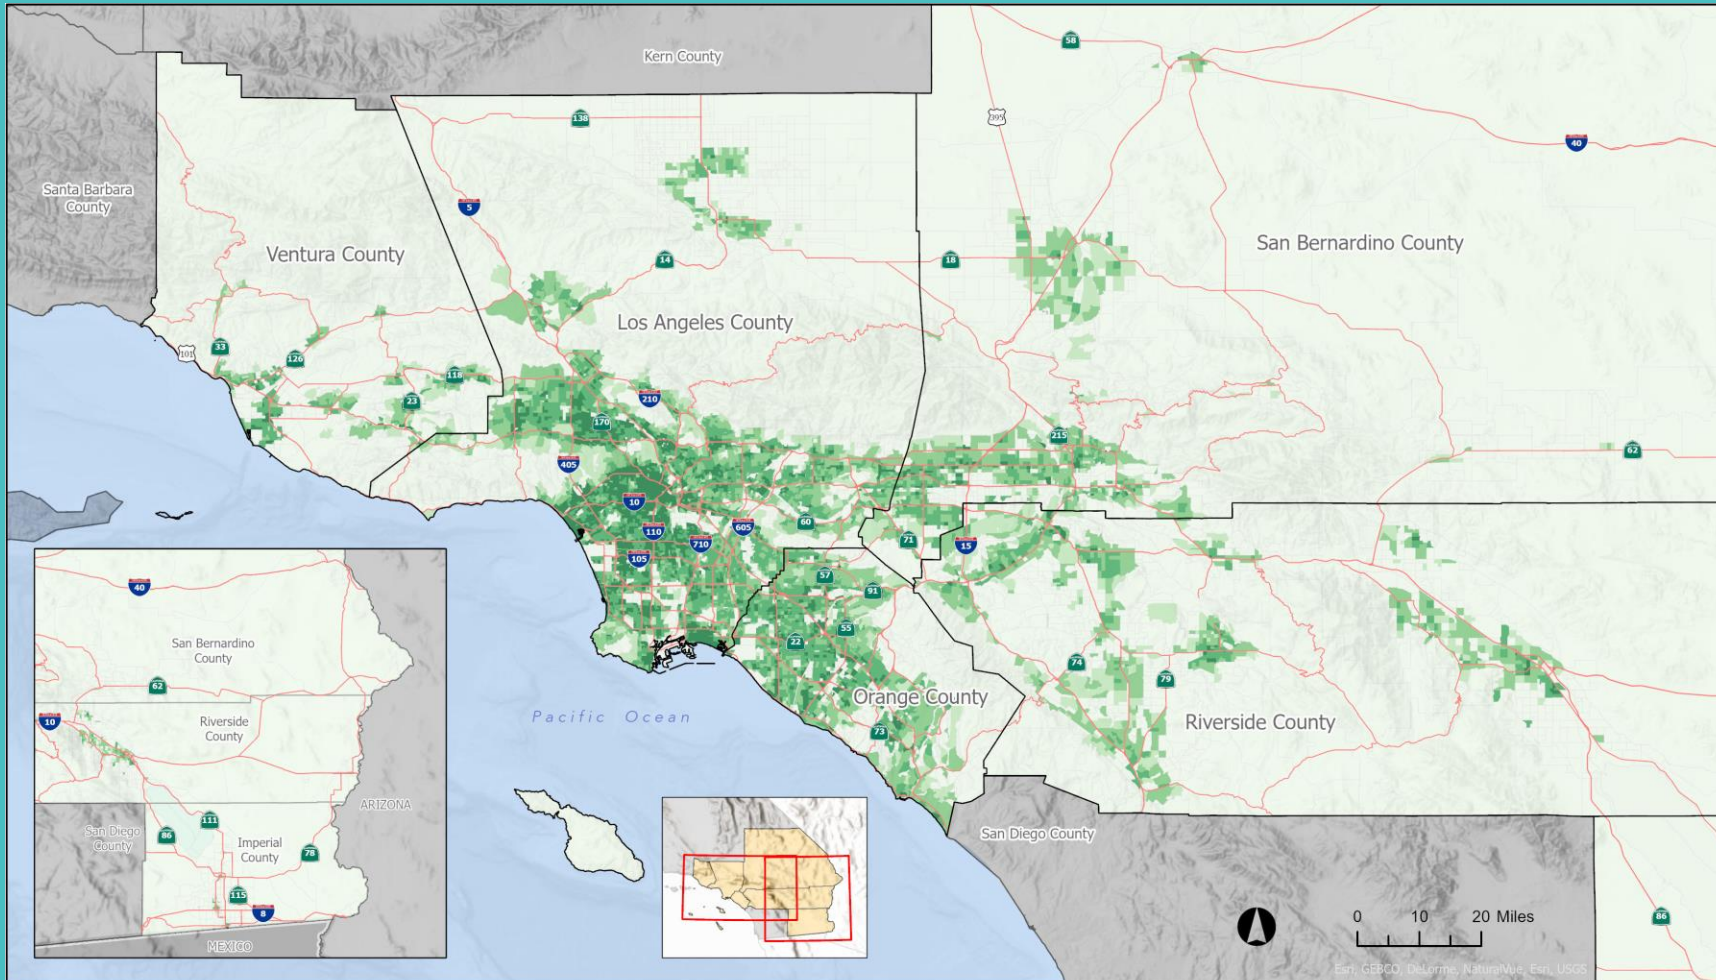 58
Kern County
138
395
40
Santa Barbara
County
5
Ventura County
San Bernardino County
14
18
Los Angeles County
33
101
126
118
23
210
170
215
405
62
10
110
605
60
105
710
71
15
57
91
55
22
74
79
Orange County
73
Riverside County
Pacific Ocean
San Diego County
86
40
San Bernardino
County
62
10
Riverside
County
ARIZONA
111
86
San Diego
County
Imperial
County
78
115
8
MEXICO
0 10 20 Miles
Esri, GEBCO, DeLorme, NaturalVue, Esri, USGS